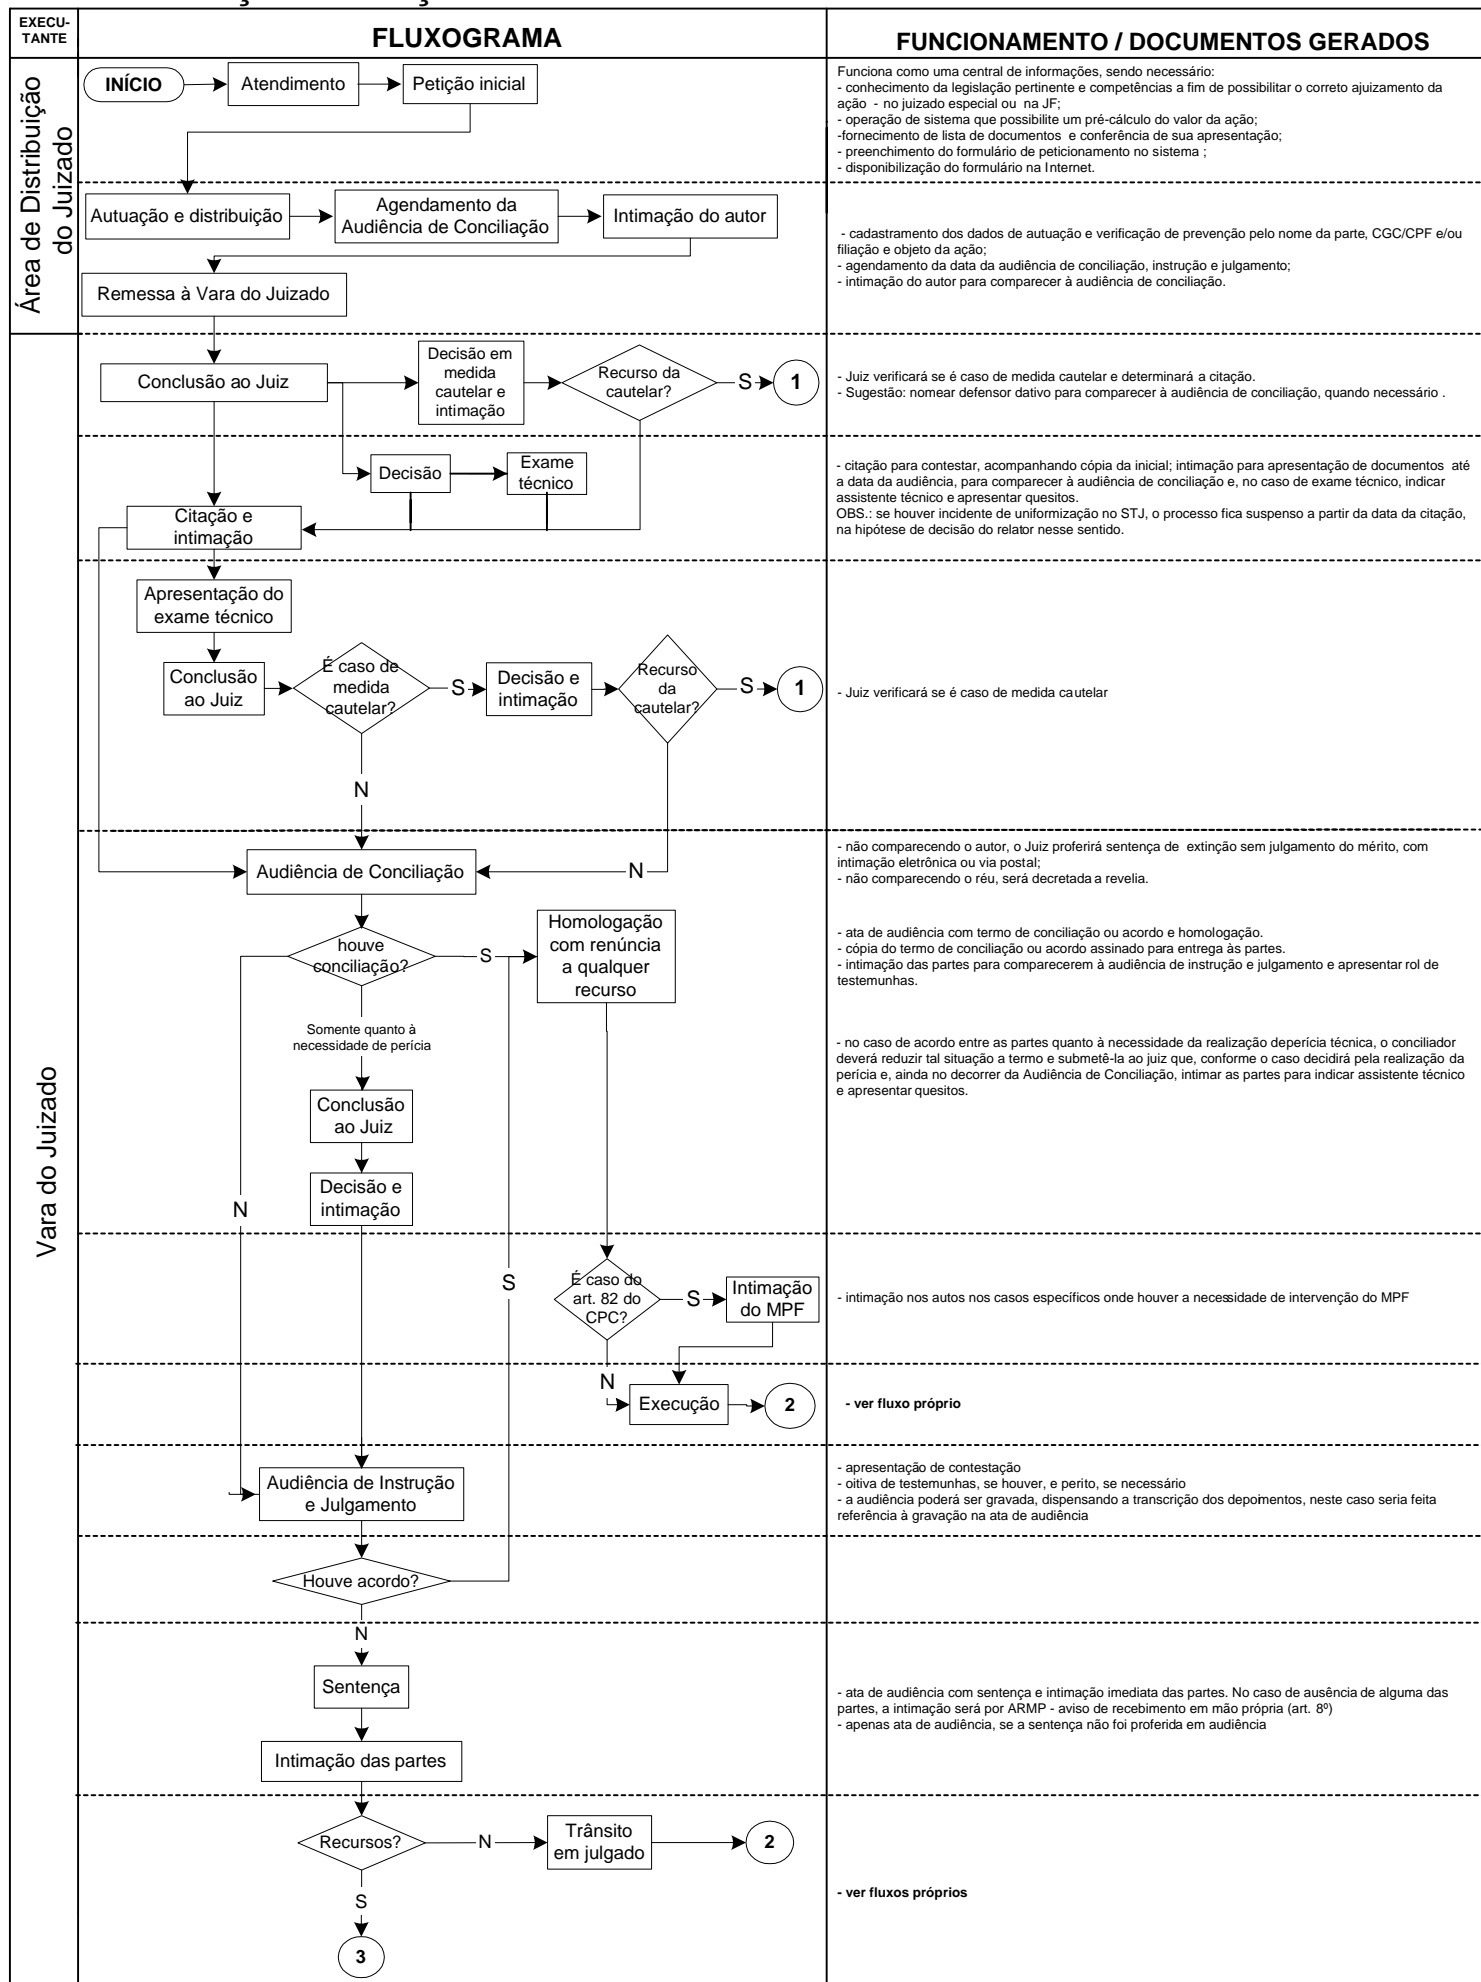 EXECU-
TANTE
FLUXOGRAMA
FUNCIONAMENTO / DOCUMENTOS GERADOS
Área de Distribuição
do Juizado
INÍCIO
Atendimento
Petição inicial
Funciona como uma central de informações, sendo necessário:
- conhecimento da legislação pertinente e competências a fim de possibilitar o correto ajuizamento da
ação - no juizado especial ou na JF;
- operação de sistema que possibilite um pré-cálculo do valor da ação;
-fornecimento de lista de documentos e conferência de sua apresentação;
- preenchimento do formulário de peticionamento no sistema ;
- disponibilização do formulário na Internet.
Autuação e distribuição
Agendamento da
Audiência de Conciliação
Intimação do autor
Remessa à Vara do Juizado
- cadastramento dos dados de autuação e verificação de prevenção pelo nome da parte, CGC/CPF e/ou
filiação e objeto da ação;
- agendamento da data da audiência de conciliação, instrução e julgamento;
- intimação do autor para comparecer à audiência de conciliação.
Vara do Juizado
Conclusão ao Juiz
Decisão em
medida
cautelar e
intimação
Recurso da
cautelar?
S
1
- Juiz verificará se é caso de medida cautelar e determinará a citação.
- Sugestão: nomear defensor dativo para comparecer à audiência de conciliação, quando necessário .
Decisão
Exame
técnico
Citação e
intimação
- citação para contestar, acompanhando cópia da inicial; intimação para apresentação de documentos até
a data da audiência, para comparecer à audiência de conciliação e, no caso de exame técnico, indicar
assistente técnico e apresentar quesitos.
OBS.: se houver incidente de uniformização no STJ, o processo fica suspenso a partir da data da citação,
na hipótese de decisão do relator nesse sentido.
Apresentação do
exame técnico
Conclusão
ao Juiz
É caso de
medida
cautelar?
S
Decisão e
intimação
Recurso
da
cautelar?
S
1
- Juiz verificará se é caso de medida cautelar
N
Audiência de Conciliação
N
- não comparecendo o autor, o Juiz proferirá sentença de extinção sem julgamento do mérito, com
intimação eletrônica ou via postal;
- não comparecendo o réu, será decretada a revelia.
houve
conciliação?
S
Homologação
com renúncia
a qualquer
recurso
- ata de audiência com termo de conciliação ou acordo e homologação.
- cópia do termo de conciliação ou acordo assinado para entrega às partes.
- intimação das partes para comparecerem à audiência de instrução e julgamento e apresentar rol de
testemunhas.
Somente quanto à
necessidade de perícia
- no caso de acordo entre as partes quanto à necessidade da realização deperícia técnica, o conciliador
deverá reduzir tal situação a termo e submetê-la ao juiz que, conforme o caso decidirá pela realização da
perícia e, ainda no decorrer da Audiência de Conciliação, intimar as partes para indicar assistente técnico
e apresentar quesitos.
Conclusão
ao Juiz
Decisão e
intimação
N
S
É caso do
art. 82 do
CPC?
S
Intimação
do MPF
- intimação nos autos nos casos específicos onde houver a necessidade de intervenção do MPF
N
Execução
2
- ver fluxo próprio
Audiência de Instrução
e Julgamento
- apresentação de contestação
- oitiva de testemunhas, se houver, e perito, se necessário
- a audiência poderá ser gravada, dispensando a transcrição dos depoimentos, neste caso seria feita
referência à gravação na ata de audiência
Houve acordo?
N
Sentença
- ata de audiência com sentença e intimação imediata das partes. No caso de ausência de alguma das
partes, a intimação será por ARMP - aviso de recebimento em mão própria (art. 8º)
- apenas ata de audiência, se a sentença não foi proferida em audiência
Intimação das partes
Recursos?
N
Trânsito
em julgado
2
S
3
- ver fluxos próprios